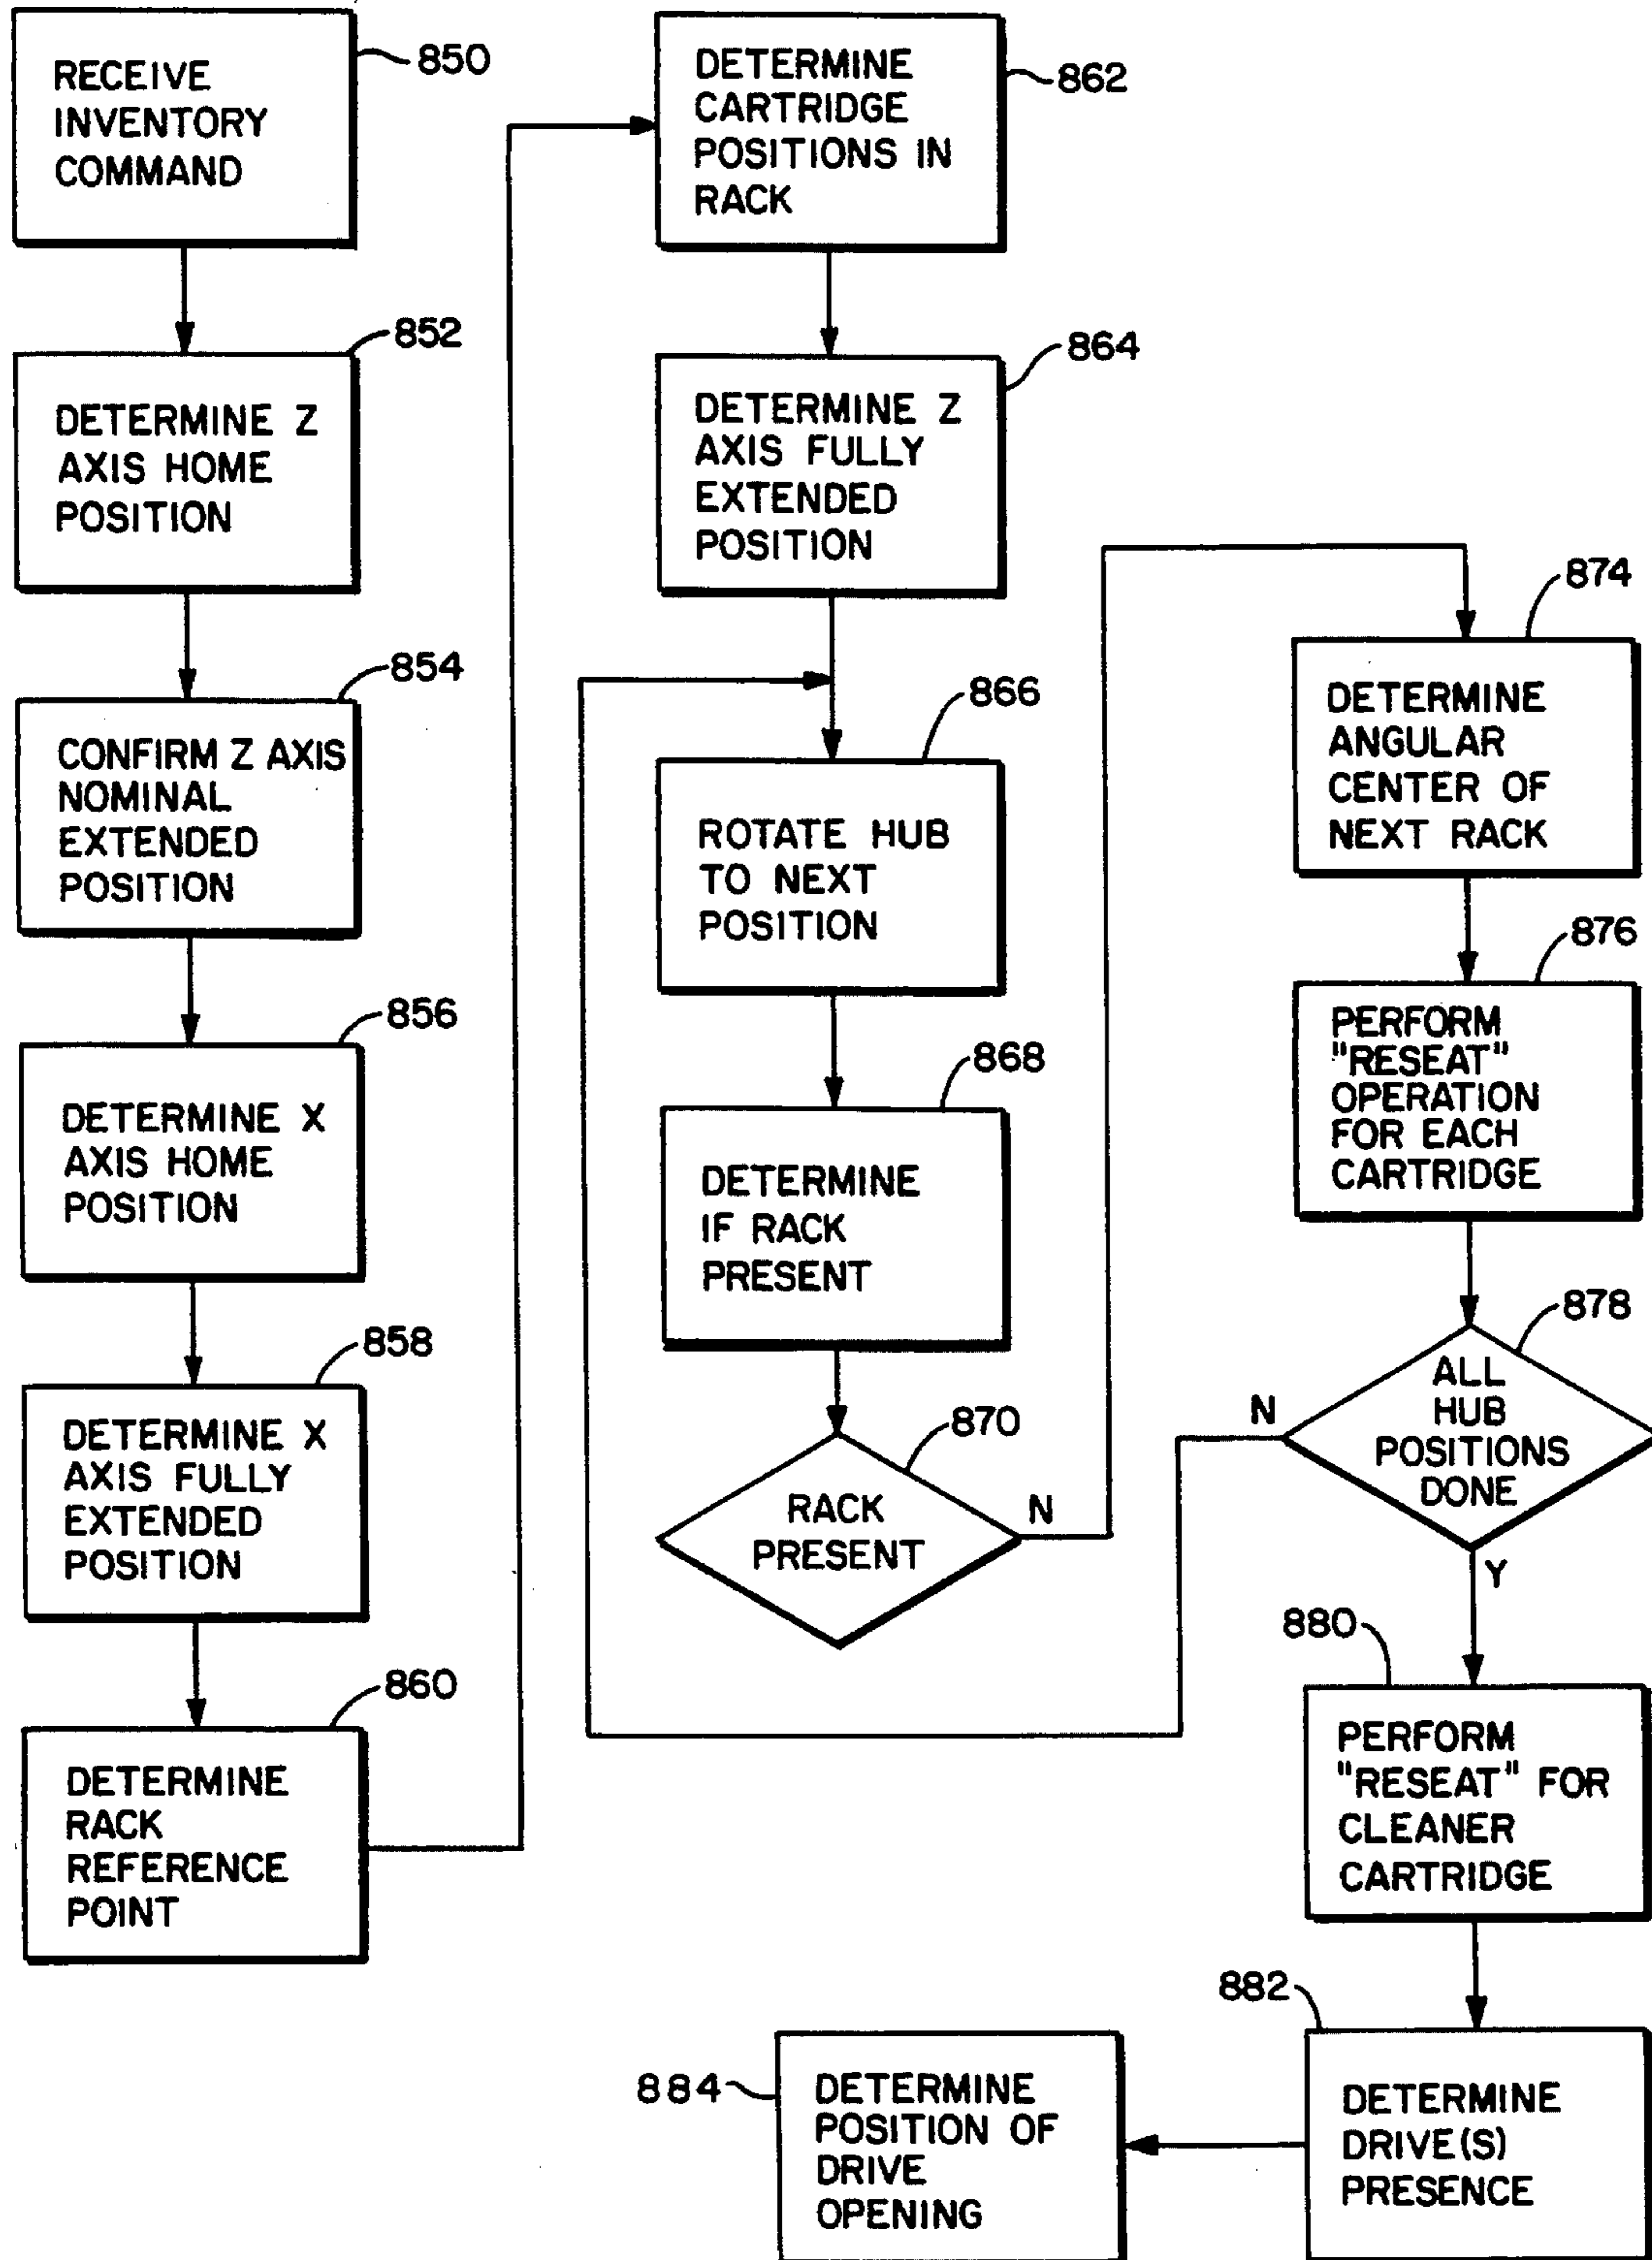 RECEIVE
INVENTORY
COMMAND
850
DETERMINE Z
AXIS HOME
POSITION
852
CONFIRM Z AXIS
NOMINAL
EXTENDED
POSITION
854
DETERMINE X
AXIS HOME
POSITION
856
DETERMINE X
AXIS FULLY
EXTENDED
POSITION
858
DETERMINE
RACK
REFERENCE
POINT
860
DETERMINE
CARTRIDGE
POSITIONS IN
RACK
862
DETERMINE Z
AXIS FULLY
EXTENDED
POSITION
864
ROTATE HUB
TO NEXT
POSITION
866
DETERMINE
IF RACK
PRESENT
868
RACK
PRESENT
870
N
DETERMINE
ANGULAR
CENTER OF
NEXT RACK
874
PERFORM
"RESEAT"
OPERATION
FOR EACH
CARTRIDGE
876
ALL
HUB
POSITIONS
DONE
878
N
Y
PERFORM
"RESEAT" FOR
CLEANER
CARTRIDGE
880
DETERMINE
DRIVE(S)
PRESENCE
882
DETERMINE
POSITION OF
DRIVE
OPENING
884